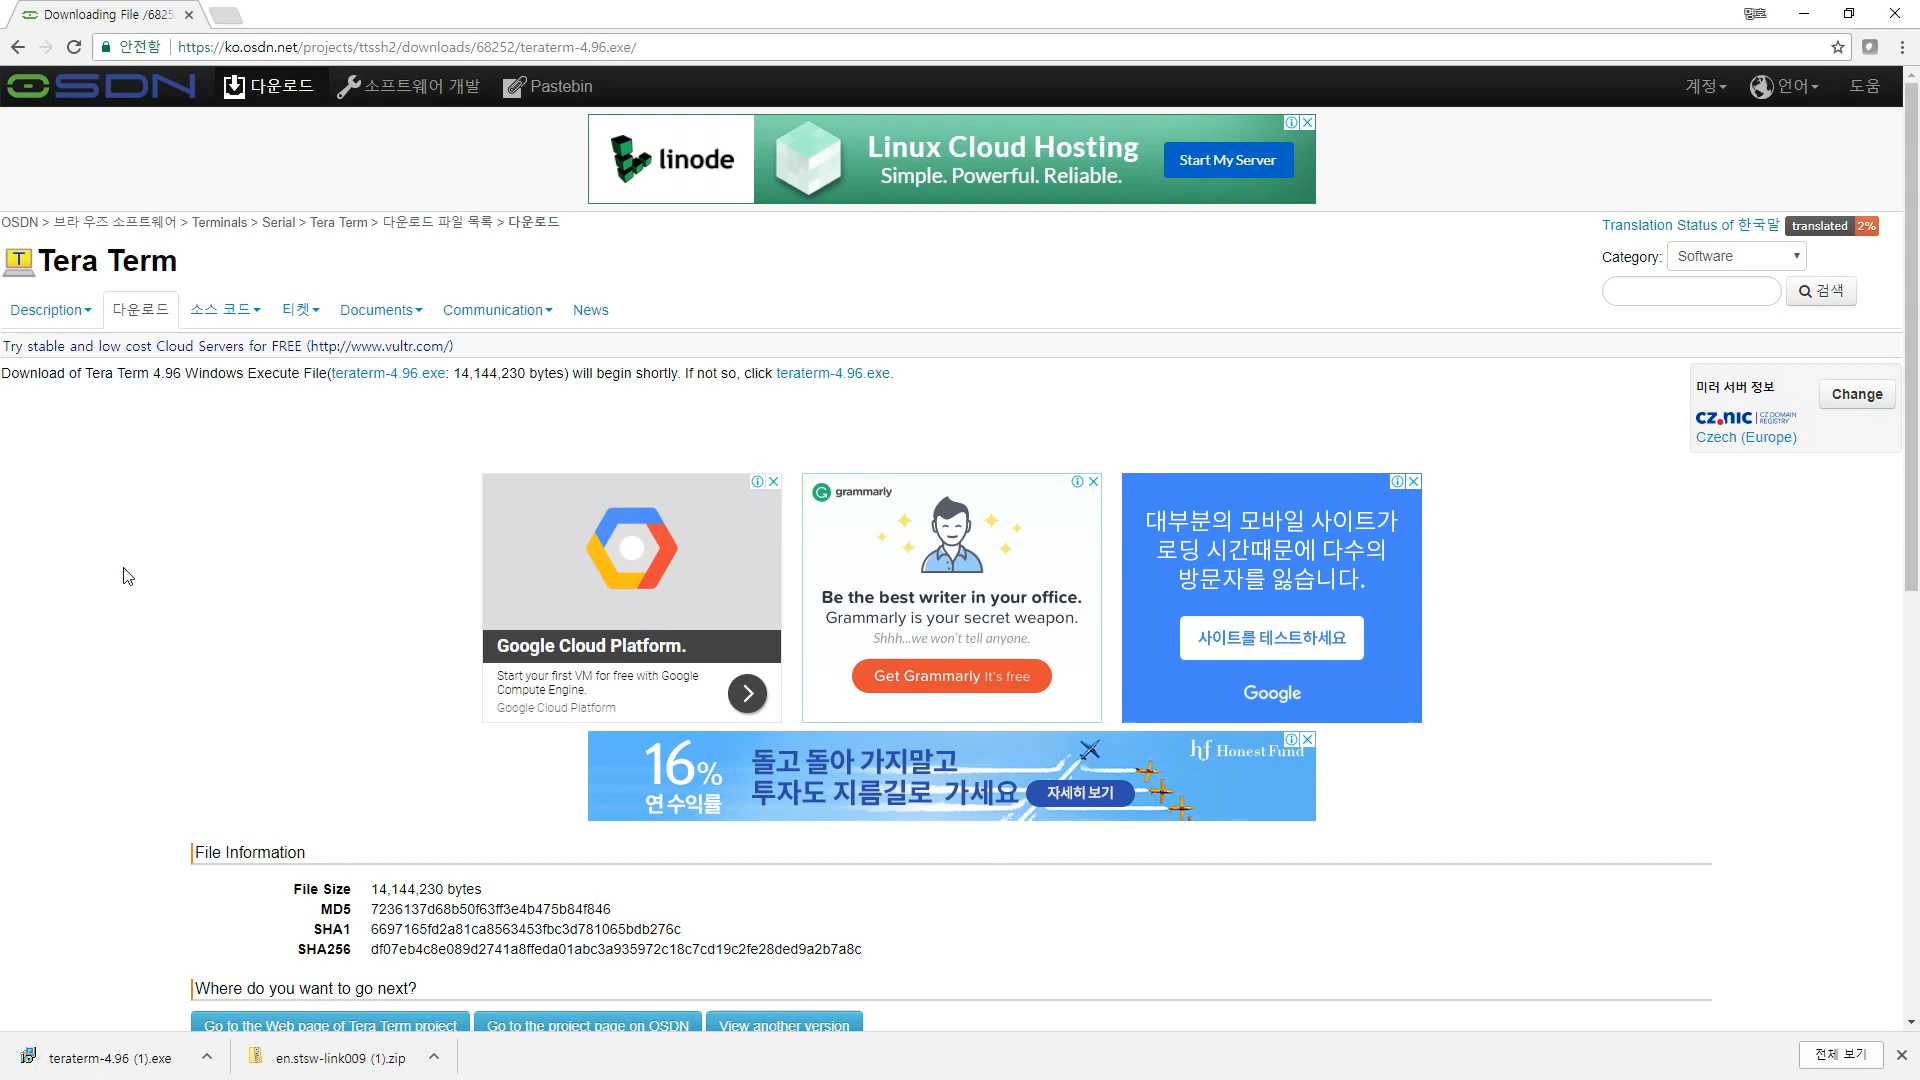 Downloading File /6825
명호
안전함
https://ko.osdn.net/projects/ttssh2/downloads/68252/teraterm-4.96.exe/
OSDN
다운로드
소프트웨어 개발
Pastebin
계정
언어
도움
linode
Linux Cloud Hosting
Simple. Powerful. Reliable.
Start My Server
OSDN > 브라 우즈 소프트웨어 > Terminals > Serial > Tera Term > 다운로드 파일 목록 > 다운로드
Translation Status of 한국말 translated 2%
Tera Term
Category: Software
검색
Description 다운로드 소스 코드 티켓 Documents Communication News
Try stable and low cost Cloud Servers for FREE (http://www.vultr.com/)
Download of Tera Term 4.96 Windows Execute File(teraterm-4.96.exe: 14,144,230 bytes) will begin shortly. If not so, click teraterm-4.96.exe.
미러 서버 정보
Change
CZ.NIC CZ DOMAIN
REGISTRY
Czech (Europe)
Google Cloud Platform.
Start your first VM for free with Google
Compute Engine.
Google Cloud Platform
grammarly
Be the best writer in your office.
Grammarly is your secret weapon.
Shhh...we won't tell anyone.
Get Grammarly It's free
대부분의 모바일 사이트가
로딩 시간때문에 다수의
방문자를 잃습니다.
사이트를 테스트하세요
Google
16%
연 수익률
돌고 돌아 가지말고
투자도 지름길로 가세요
자세히 보기
hf HonestFund
File Information
File Size 14,144,230 bytes
MD5 7236137d68b50f63ff3e4b475b84f846
SHA1 6697165fd2a81ca8563453fbc3d781065bdb276c
SHA256 df07eb4c8e089d2741a8ffeda01abc3a935972c18c7cd19c2fe28ded9a2b7a8c
Where do you want to go next?
Go to the Web page of Tera Term project
Go to the project page on OSDN
View another version
teraterm-4.96 (1).exe
en.stsw-link009 (1).zip
전체 보기